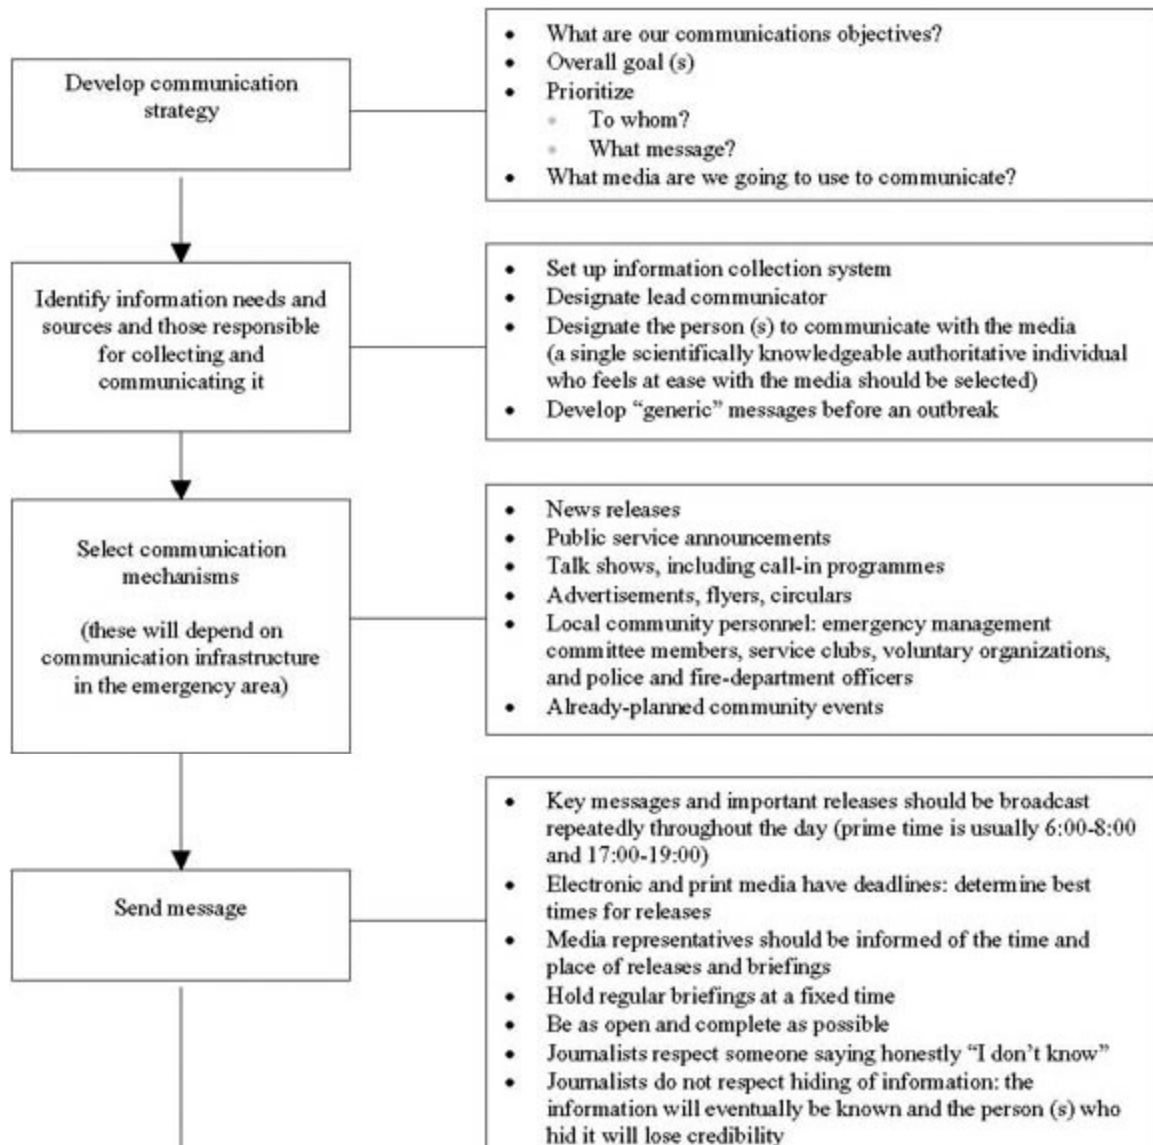 Develop communication
strategy
• What are our communications objectives?
• Overall goal (s)
• Prioritize
◦ To whom?
◦ What message?
• What media are we going to use to communicate?
Identify information needs and
sources and those responsible
for collecting and
communicating it
• Set up information collection system
• Designate lead communicator
• Designate the person (s) to communicate with the media
(a single scientifically knowledgeable authoritative individual
who feels at ease with the media should be selected)
• Develop “generic” messages before an outbreak
Select communication
mechanisms
(these will depend on
communication infrastructure
in the emergency area)
• News releases
• Public service announcements
• Talk shows, including call-in programmes
• Advertisements, flyers, circulars
• Local community personnel: emergency management
committee members, service clubs, voluntary organizations,
and police and fire-department officers
• Already-planned community events
Send message
• Key messages and important releases should be broadcast
repeatedly throughout the day (prime time is usually 6:00-8:00
and 17:00-19:00)
• Electronic and print media have deadlines: determine best
times for releases
• Media representatives should be informed of the time and
place of releases and briefings
• Hold regular briefings at a fixed time
• Be as open and complete as possible
• Journalists respect someone saying honestly “I don’t know”
• Journalists do not respect hiding of information: the
information will eventually be known and the person (s) who
hid it will lose credibility